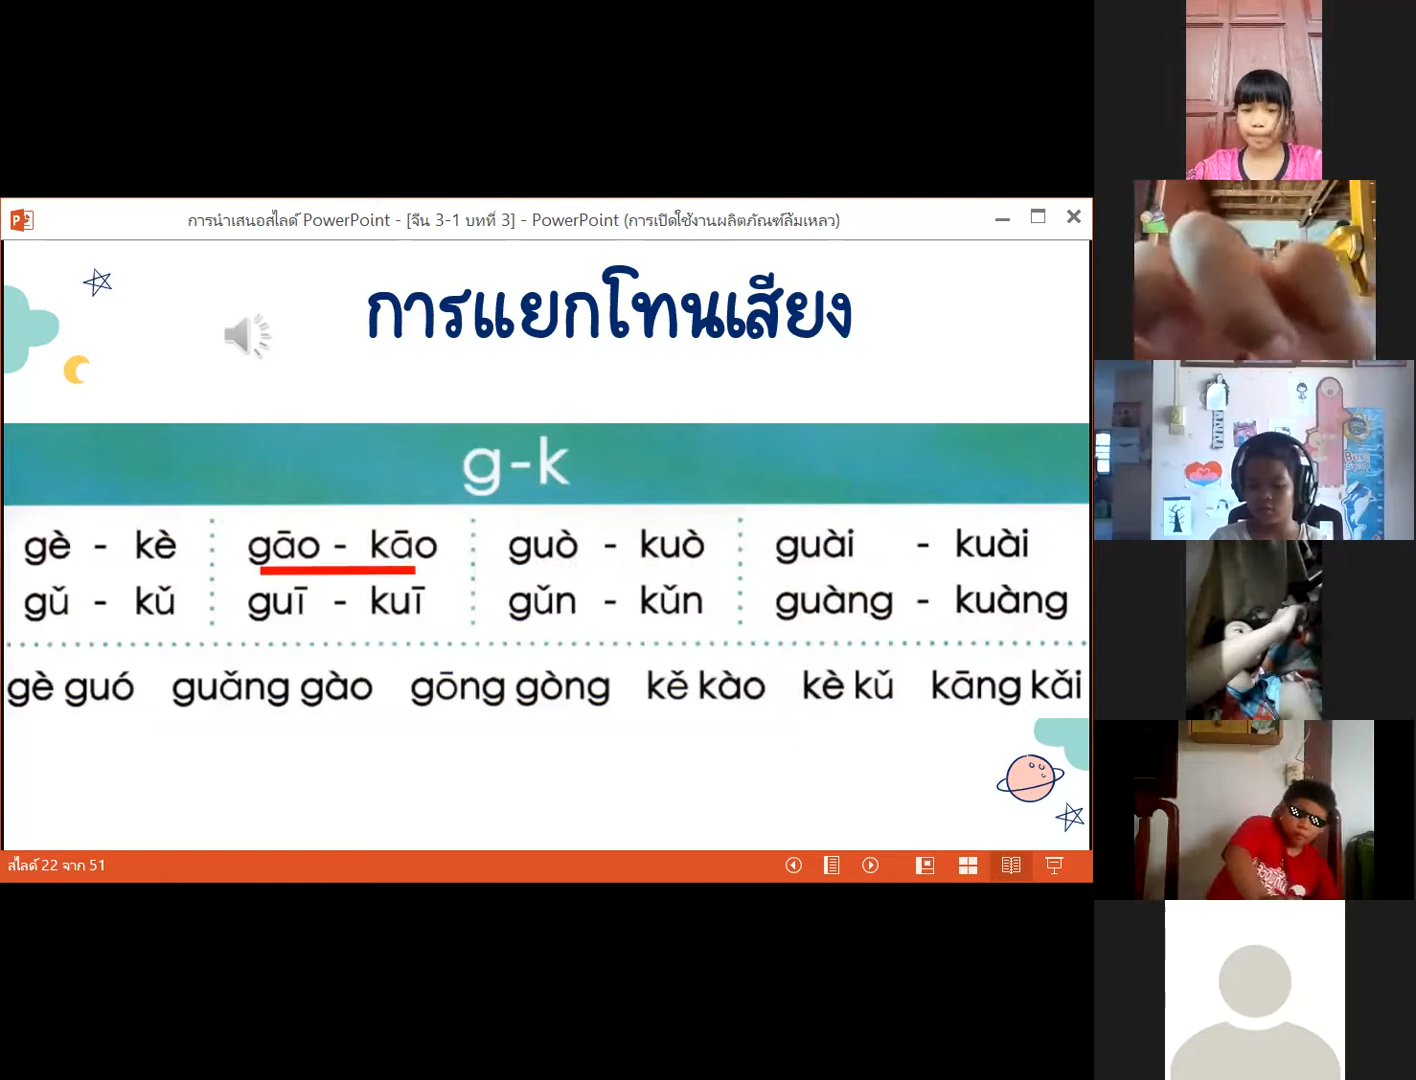 การนำเสนอสไลด์ PowerPoint - [จีน 3-1 บทที่ 3] - PowerPoint (การเปิดใช้งานผลิตภัณฑ์ล้มเหลว)
การแยกโทนเสียง
g-k
gè - kè gāo - kāo guò - kuò guài - kuài
gǔ - kǔ guī - kuī gǔn - kǔn guàng - kuàng
gè guó guǎng gào gōng gòng kě kào kè kǔ kāng kǎi
สไลด์ 22 จาก 51